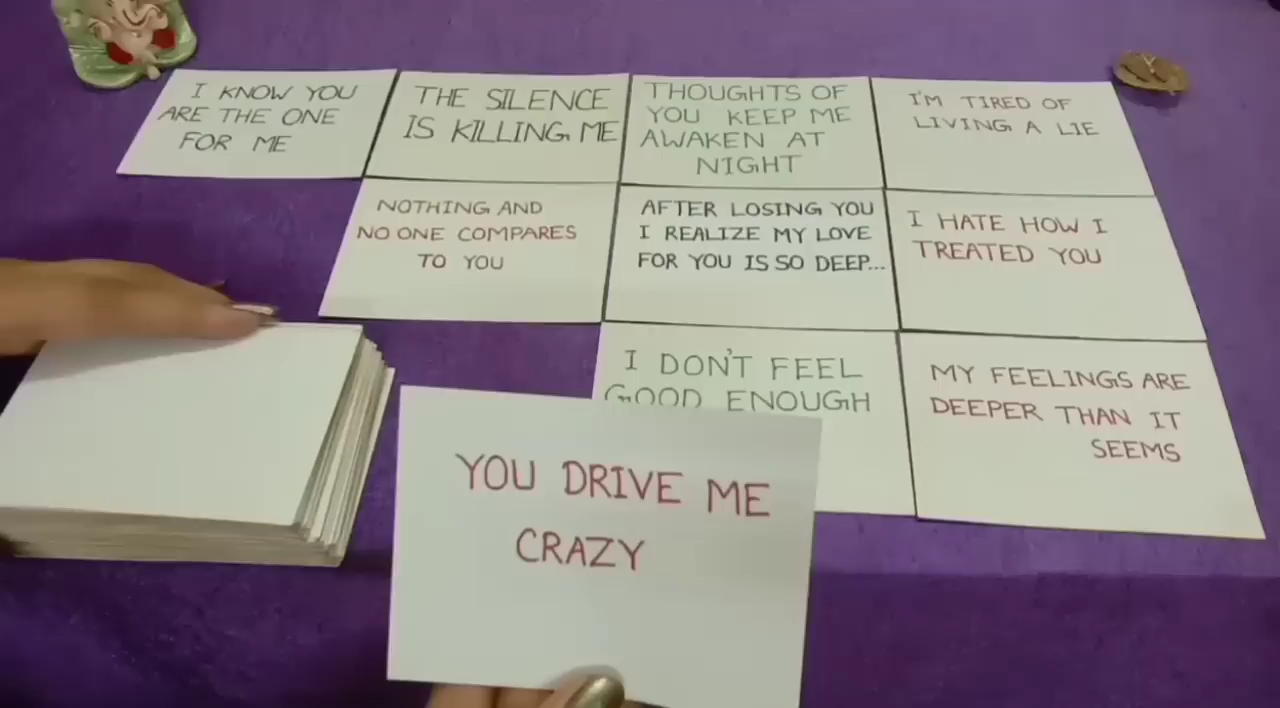 I KNOW YOU
ARE THE ONE
FOR ME
THE SILENCE
IS KILLING ME
THOUGHTS OF
YOU KEEP ME
AWAKEN AT
NIGHT
I'M TIRED OF
LIVING A LIE
NOTHING AND
NO ONE COMPARES
TO YOU
AFTER LOSING YOU
I REALIZE MY LOVE
FOR YOU IS SO DEEP...
I HATE HOW I
TREATED YOU
I DON'T FEEL
GOOD ENOUGH
MY FEELINGS ARE
DEEPER THAN IT
SEEMS
YOU DRIVE ME
CRAZY